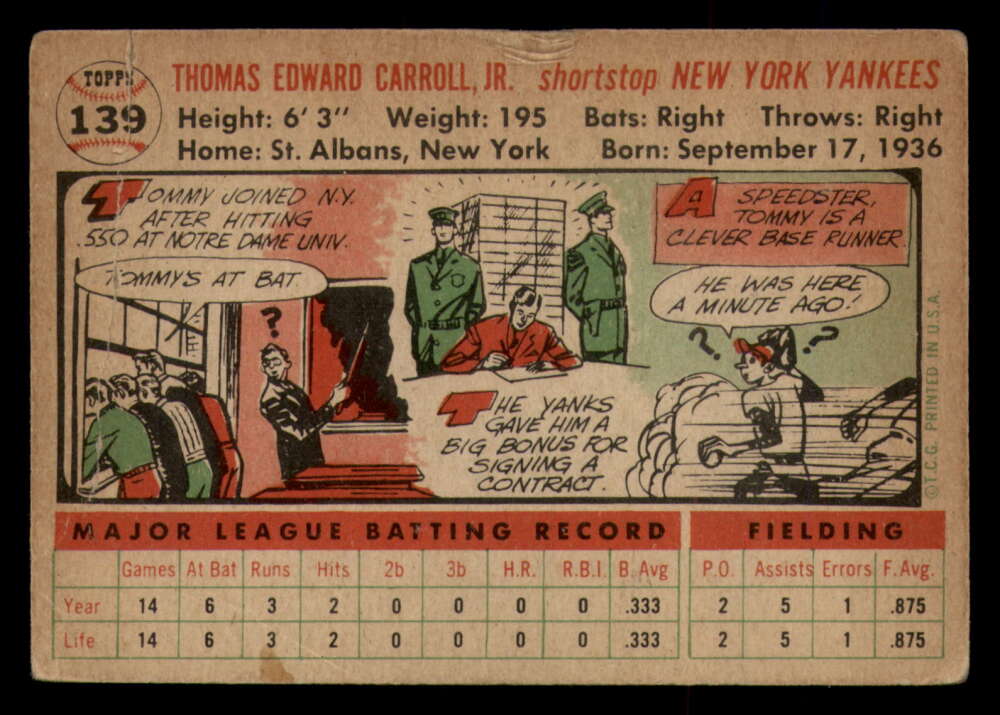 TOPPS
139
THOMAS EDWARD CARROLL, JR. shortstop NEW YORK YANKEES
Height: 6' 3" Weight: 195 Bats: Right Throws: Right
Home: St. Albans, New York Born: September 17, 1936
TOMMY JOINED N.Y.
AFTER HITTING
.550 AT NOTRE DAME UNIV.
TOMMY'S AT BAT.
?
THE YANKS
GAVE HIM A
BIG BONUS FOR
SIGNING A
CONTRACT.
A SPEEDSTER,
TOMMY IS A
CLEVER BASE RUNNER.
HE WAS HERE
A MINUTE AGO!
? ?
©T.C.G. PRINTED IN U.S.A.
MAJOR LEAGUE BATTING RECORD FIELDING
Games At Bat Runs Hits 2b 3b H.R. R.B.I. B. Avg P.O. Assists Errors F. Avg.
Year 14 6 3 2 0 0 0 0 .333 2 5 1 .875
Life 14 6 3 2 0 0 0 0 .333 2 5 1 .875